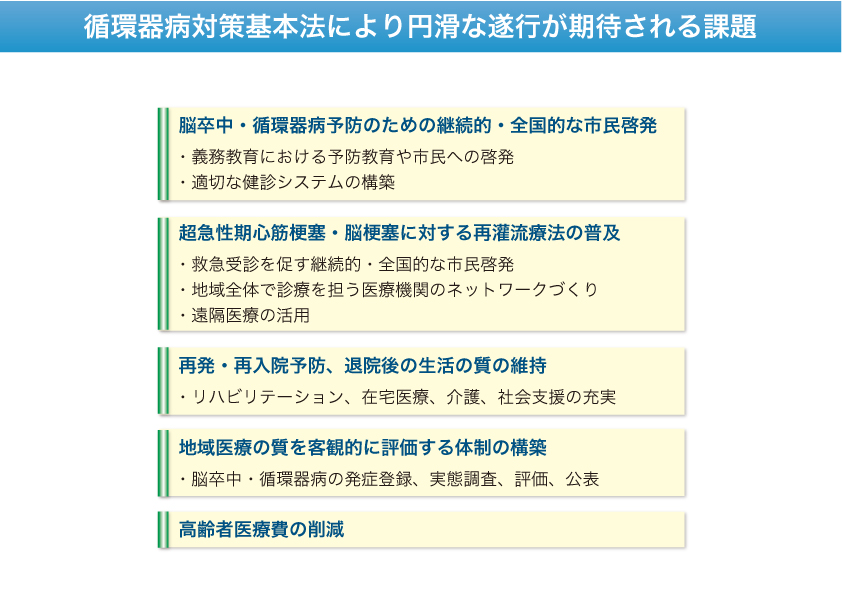 循環器病対策基本法により円滑な遂行が期待される課題
脳卒中・循環器病予防のための継続的・全国的な市民啓発
・義務教育における予防教育や市民への啓発
・適切な健診システムの構築
超急性期心筋梗塞・脳梗塞に対する再灌流療法の普及
・救急受診を促す継続的・全国的な市民啓発
・地域全体で診療を担う医療機関のネットワークづくり
・遠隔医療の活用
再発・再入院予防、退院後の生活の質の維持
・リハビリテーション、在宅医療、介護、社会支援の充実
地域医療の質を客観的に評価する体制の構築
・脳卒中・循環器病の発症登録、実態調査、評価、公表
高齢者医療費の削減